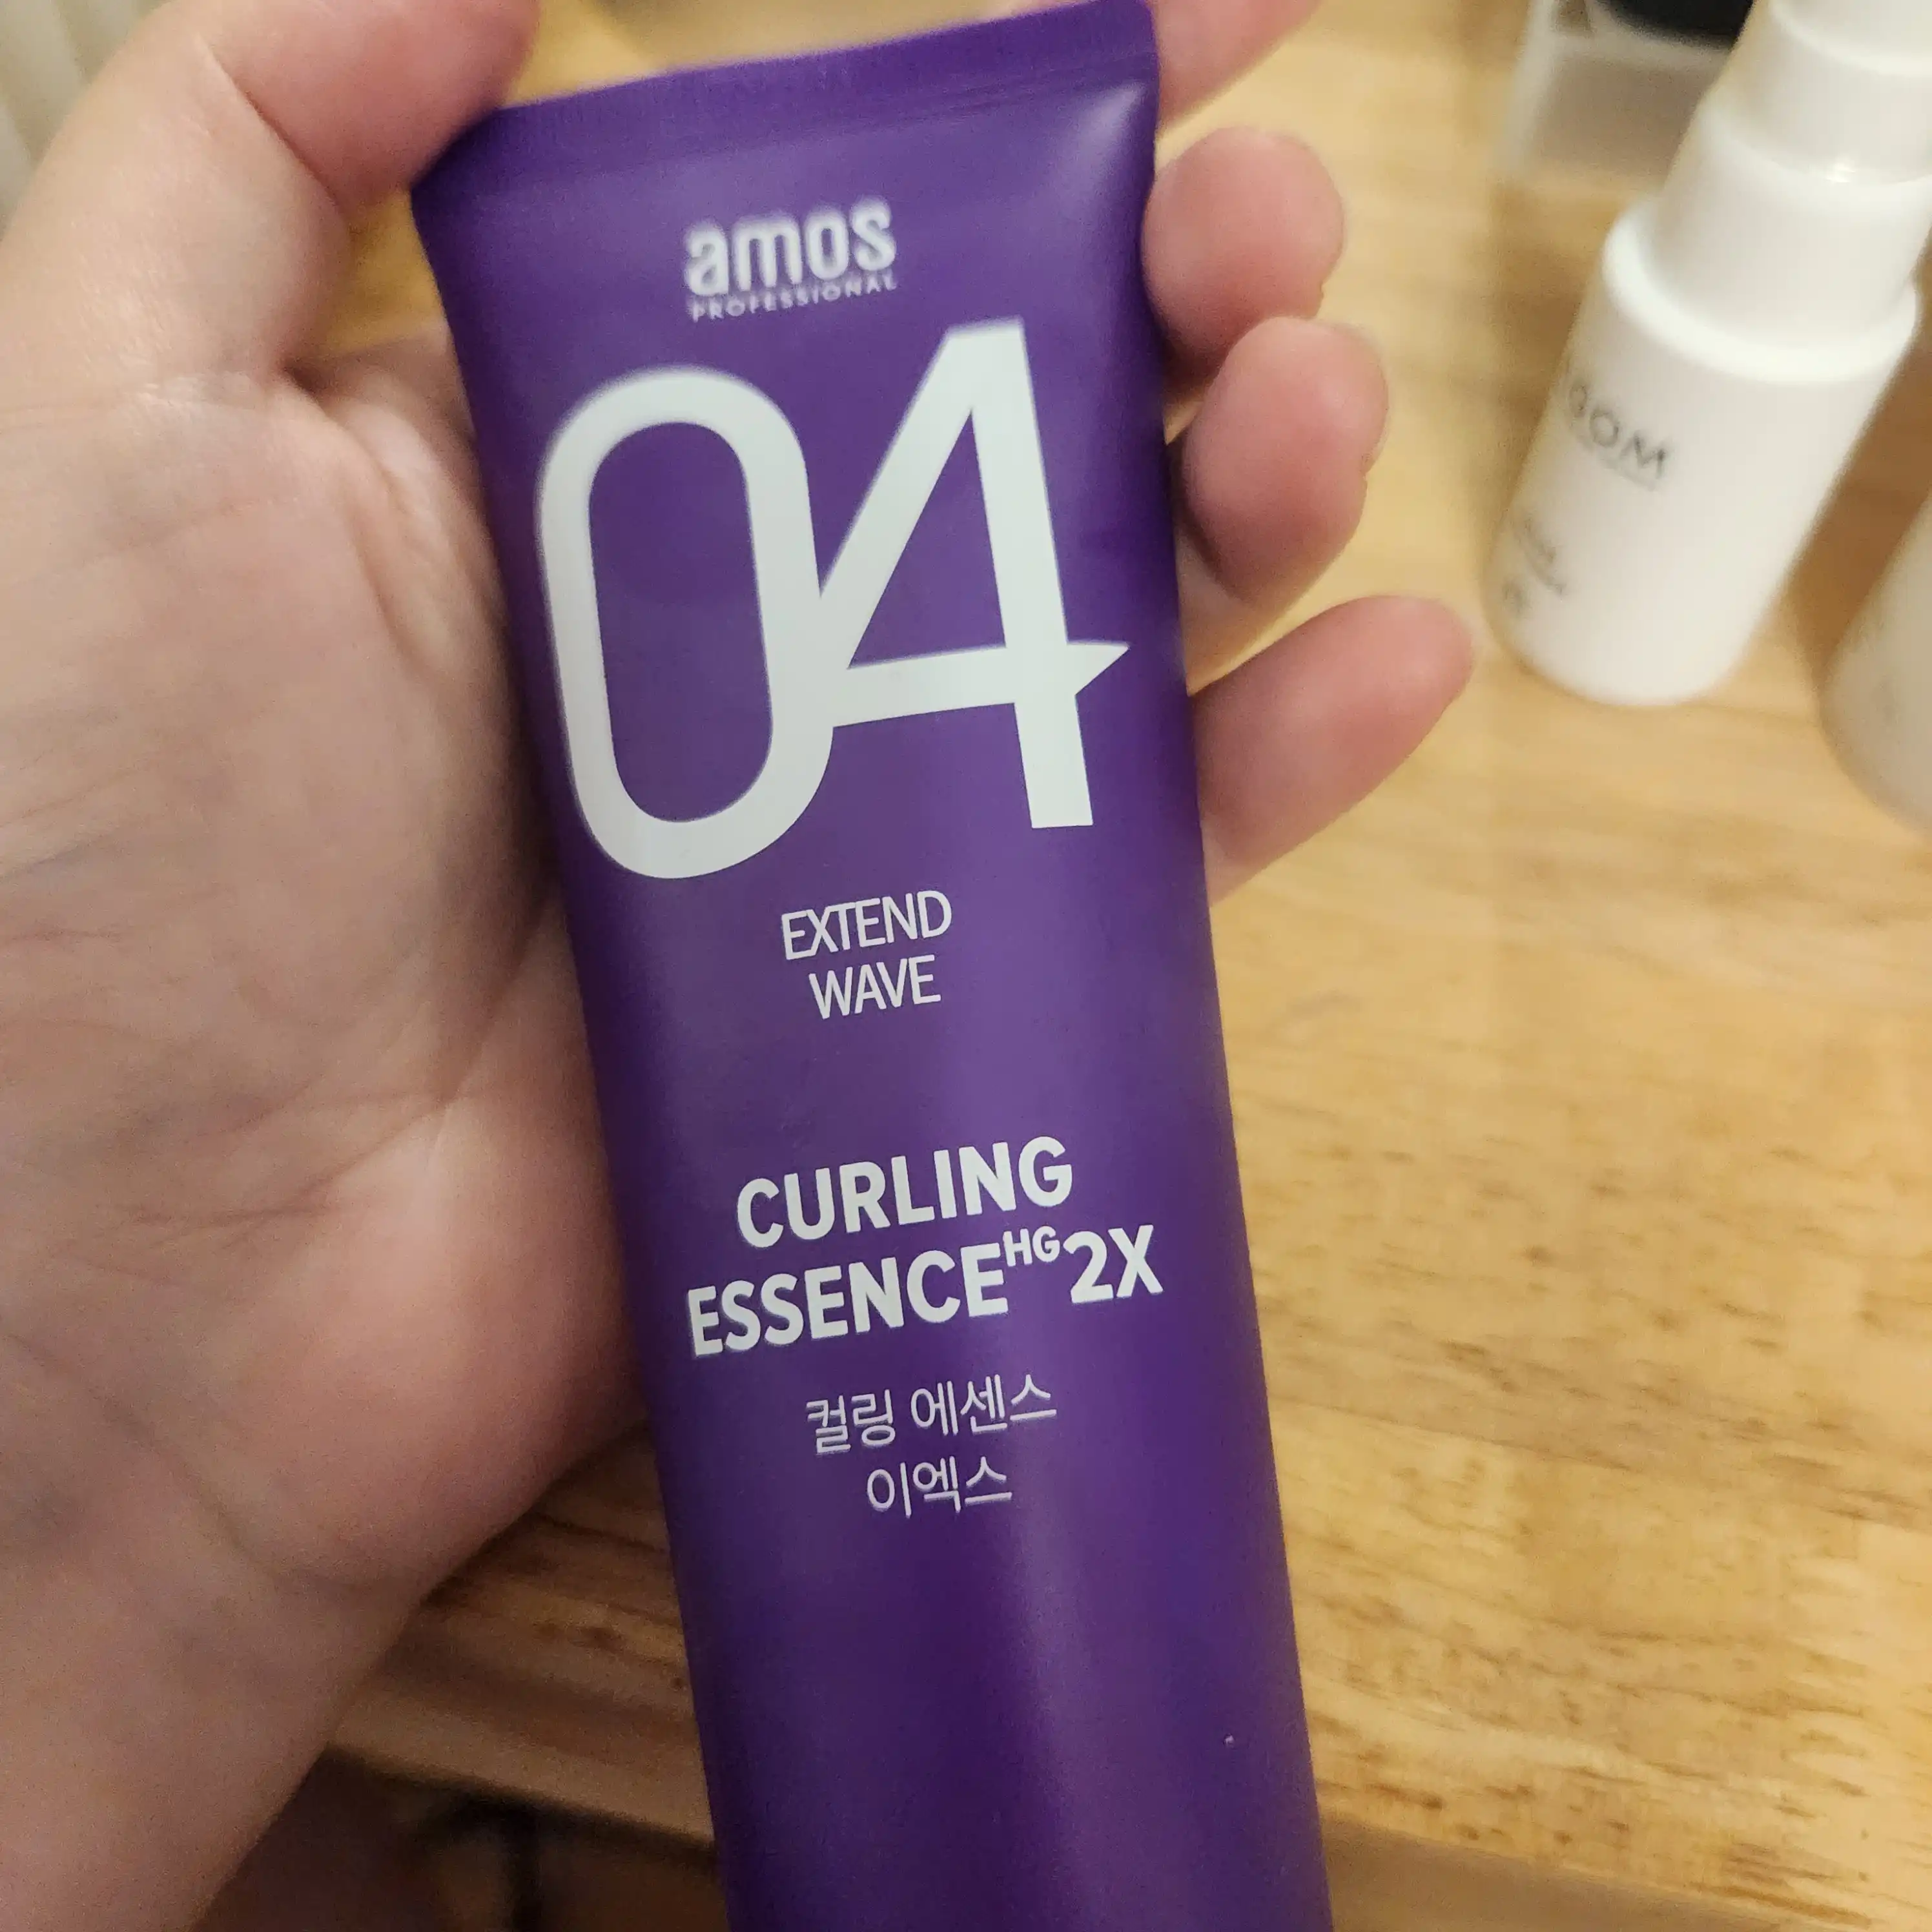 amos
PROFESSIONAL
04
EXTEND
WAVE
CURLING
ESSENCE HG 2X
컬링 에센스
이엑스